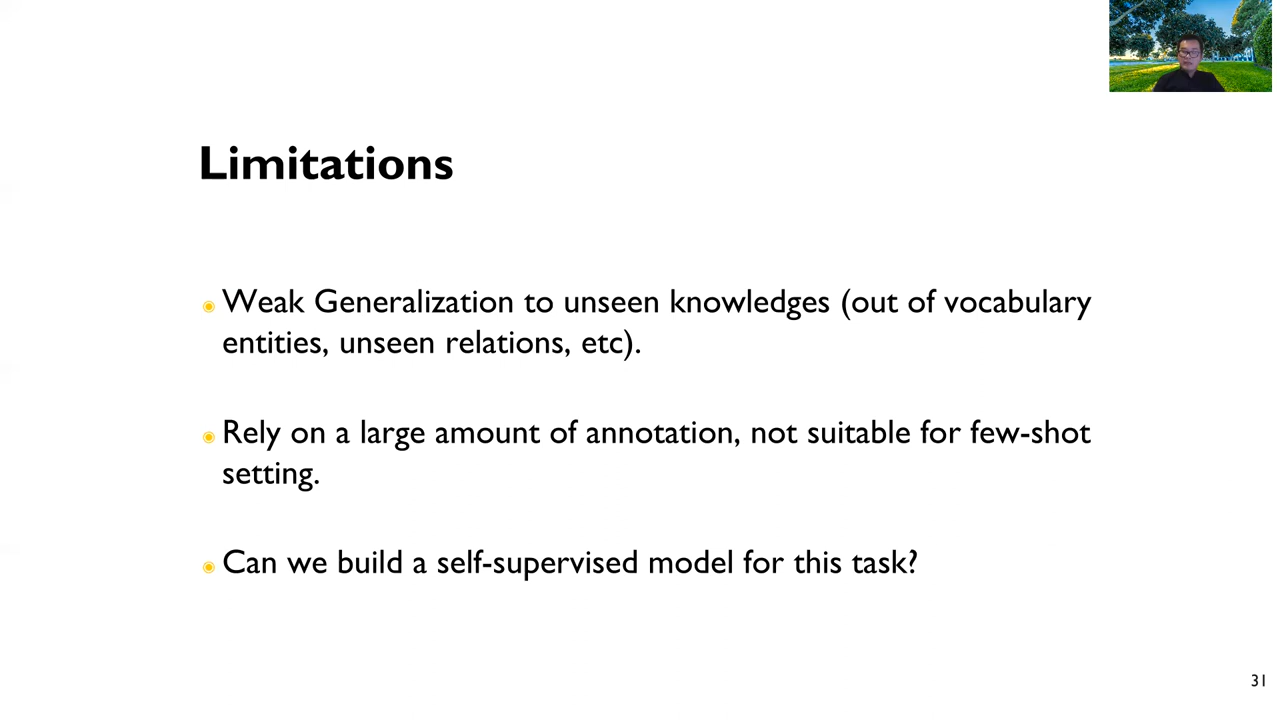 Limitations
Weak Generalization to unseen knowledges (out of vocabulary
entities, unseen relations, etc).
Rely on a large amount of annotation, not suitable for few-shot
setting.
Can we build a self-supervised model for this task?
31